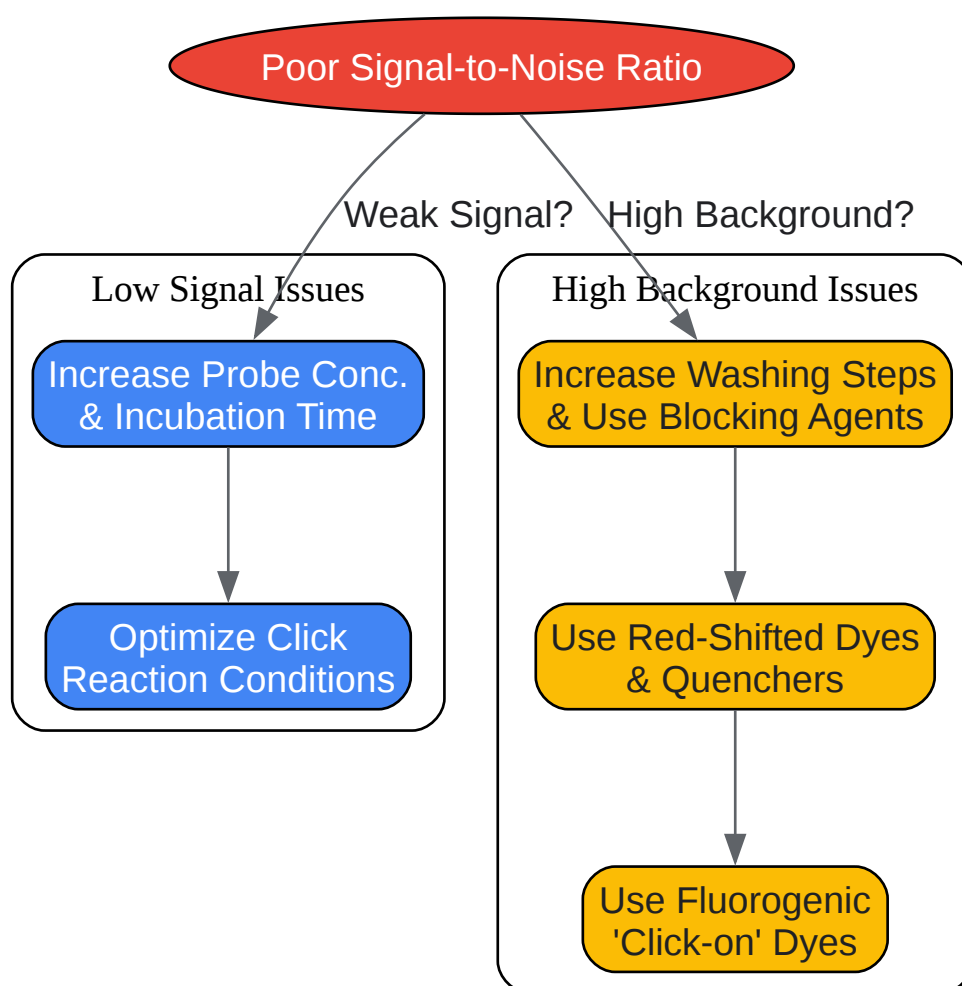 Poor Signal-to-Noise Ratio
Weak Signal?
High Background?
Low Signal Issues
Increase Probe Conc.
& Incubation Time
Optimize Click
Reaction Conditions
High Background Issues
Increase Washing Steps
& Use Blocking Agents
Use Red-Shifted Dyes
& Quenchers
Use Fluorogenic
'Click-on' Dyes